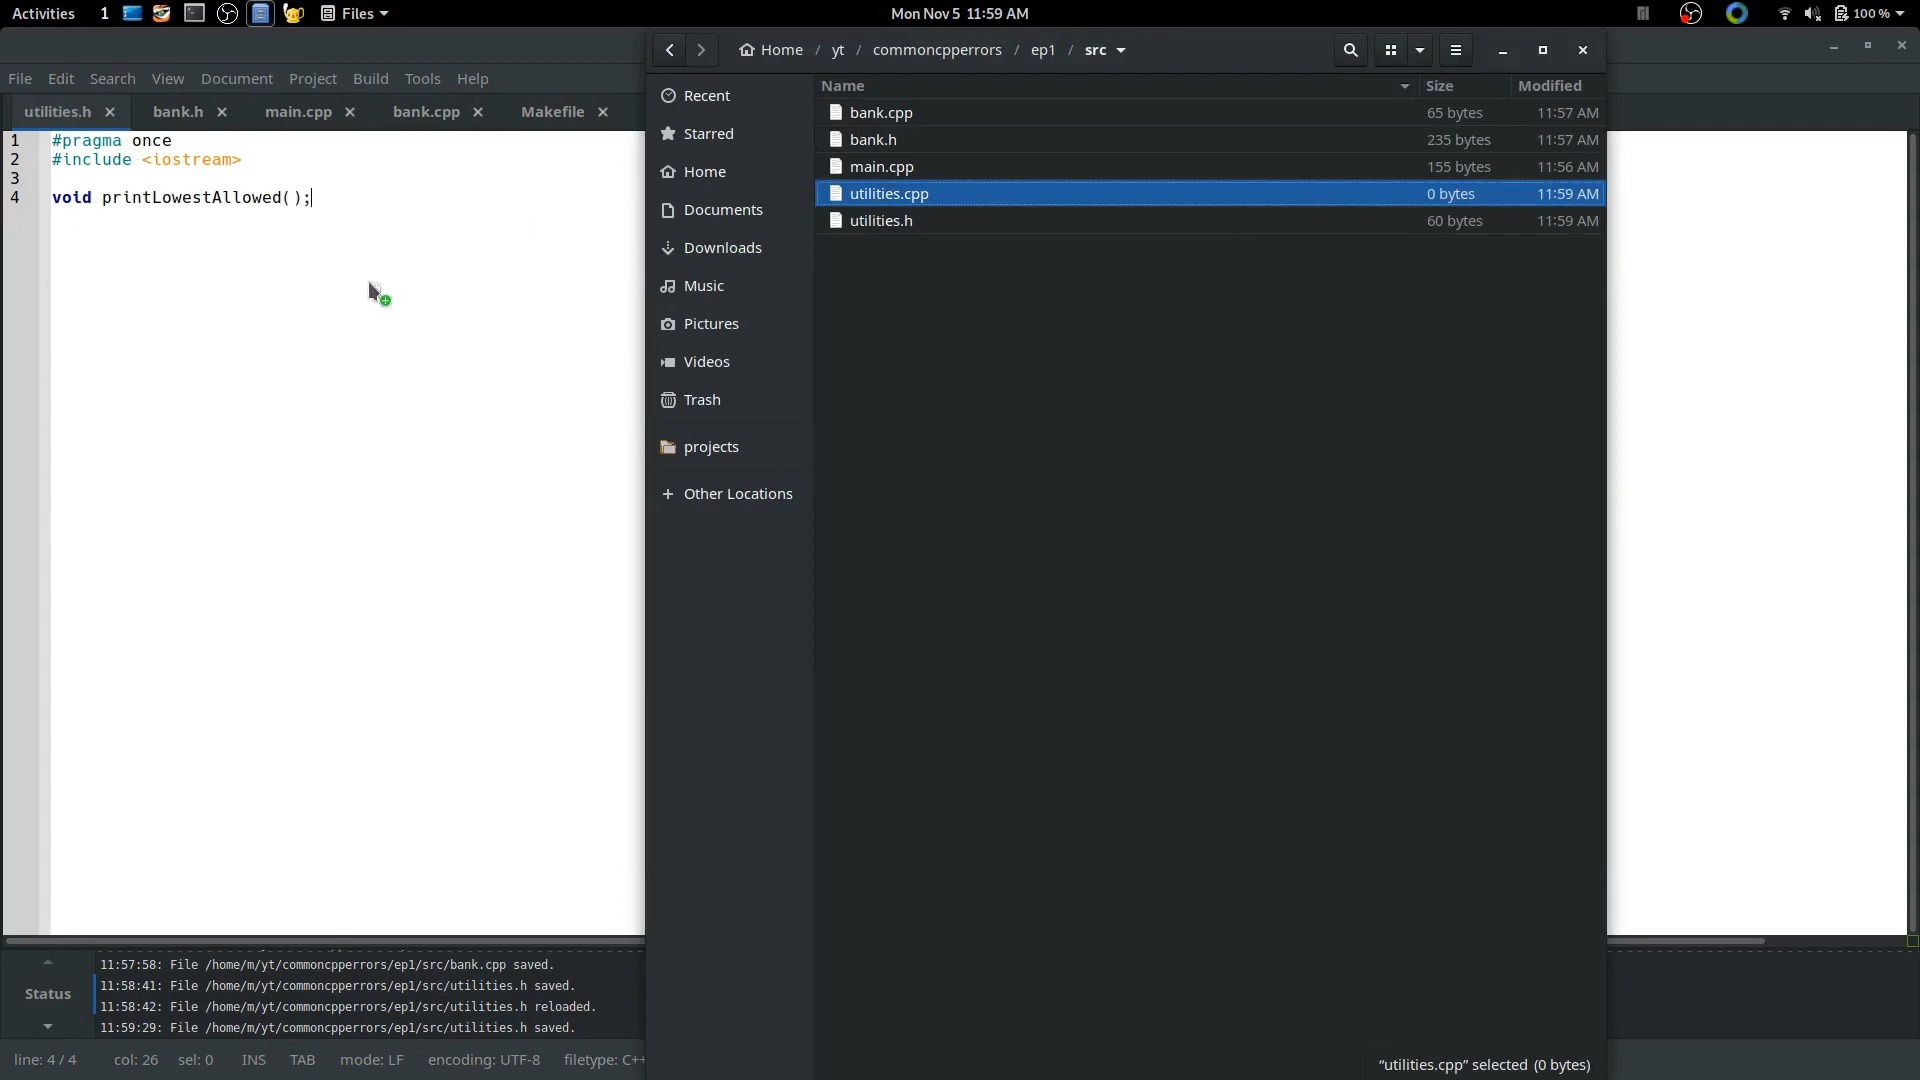 Activities 1 Files Mon Nov 5 11:59 AM 100 %
File Edit Search View Document Project Build Tools Help
utilities.h bank.h main.cpp bank.cpp Makefile
1 #pragma once
2 #include <iostream>
3
4 void printLowestAllowed();
Home / yt / commoncpperrors / ep1 / src
Recent
Starred
Home
Documents
Downloads
Music
Pictures
Videos
Trash
projects
+ Other Locations
Name Size Modified
bank.cpp 65 bytes 11:57 AM
bank.h 235 bytes 11:57 AM
main.cpp 155 bytes 11:56 AM
utilities.cpp 0 bytes 11:59 AM
utilities.h 60 bytes 11:59 AM
"utilities.cpp" selected (0 bytes)
Status
11:57:58: File /home/m/yt/commoncpperrors/ep1/src/bank.cpp saved.
11:58:41: File /home/m/yt/commoncpperrors/ep1/src/utilities.h saved.
11:58:42: File /home/m/yt/commoncpperrors/ep1/src/utilities.h reloaded.
11:59:29: File /home/m/yt/commoncpperrors/ep1/src/utilities.h saved.
line: 4 / 4 col: 26 sel: 0 INS TAB mode: LF encoding: UTF-8 filetype: C++